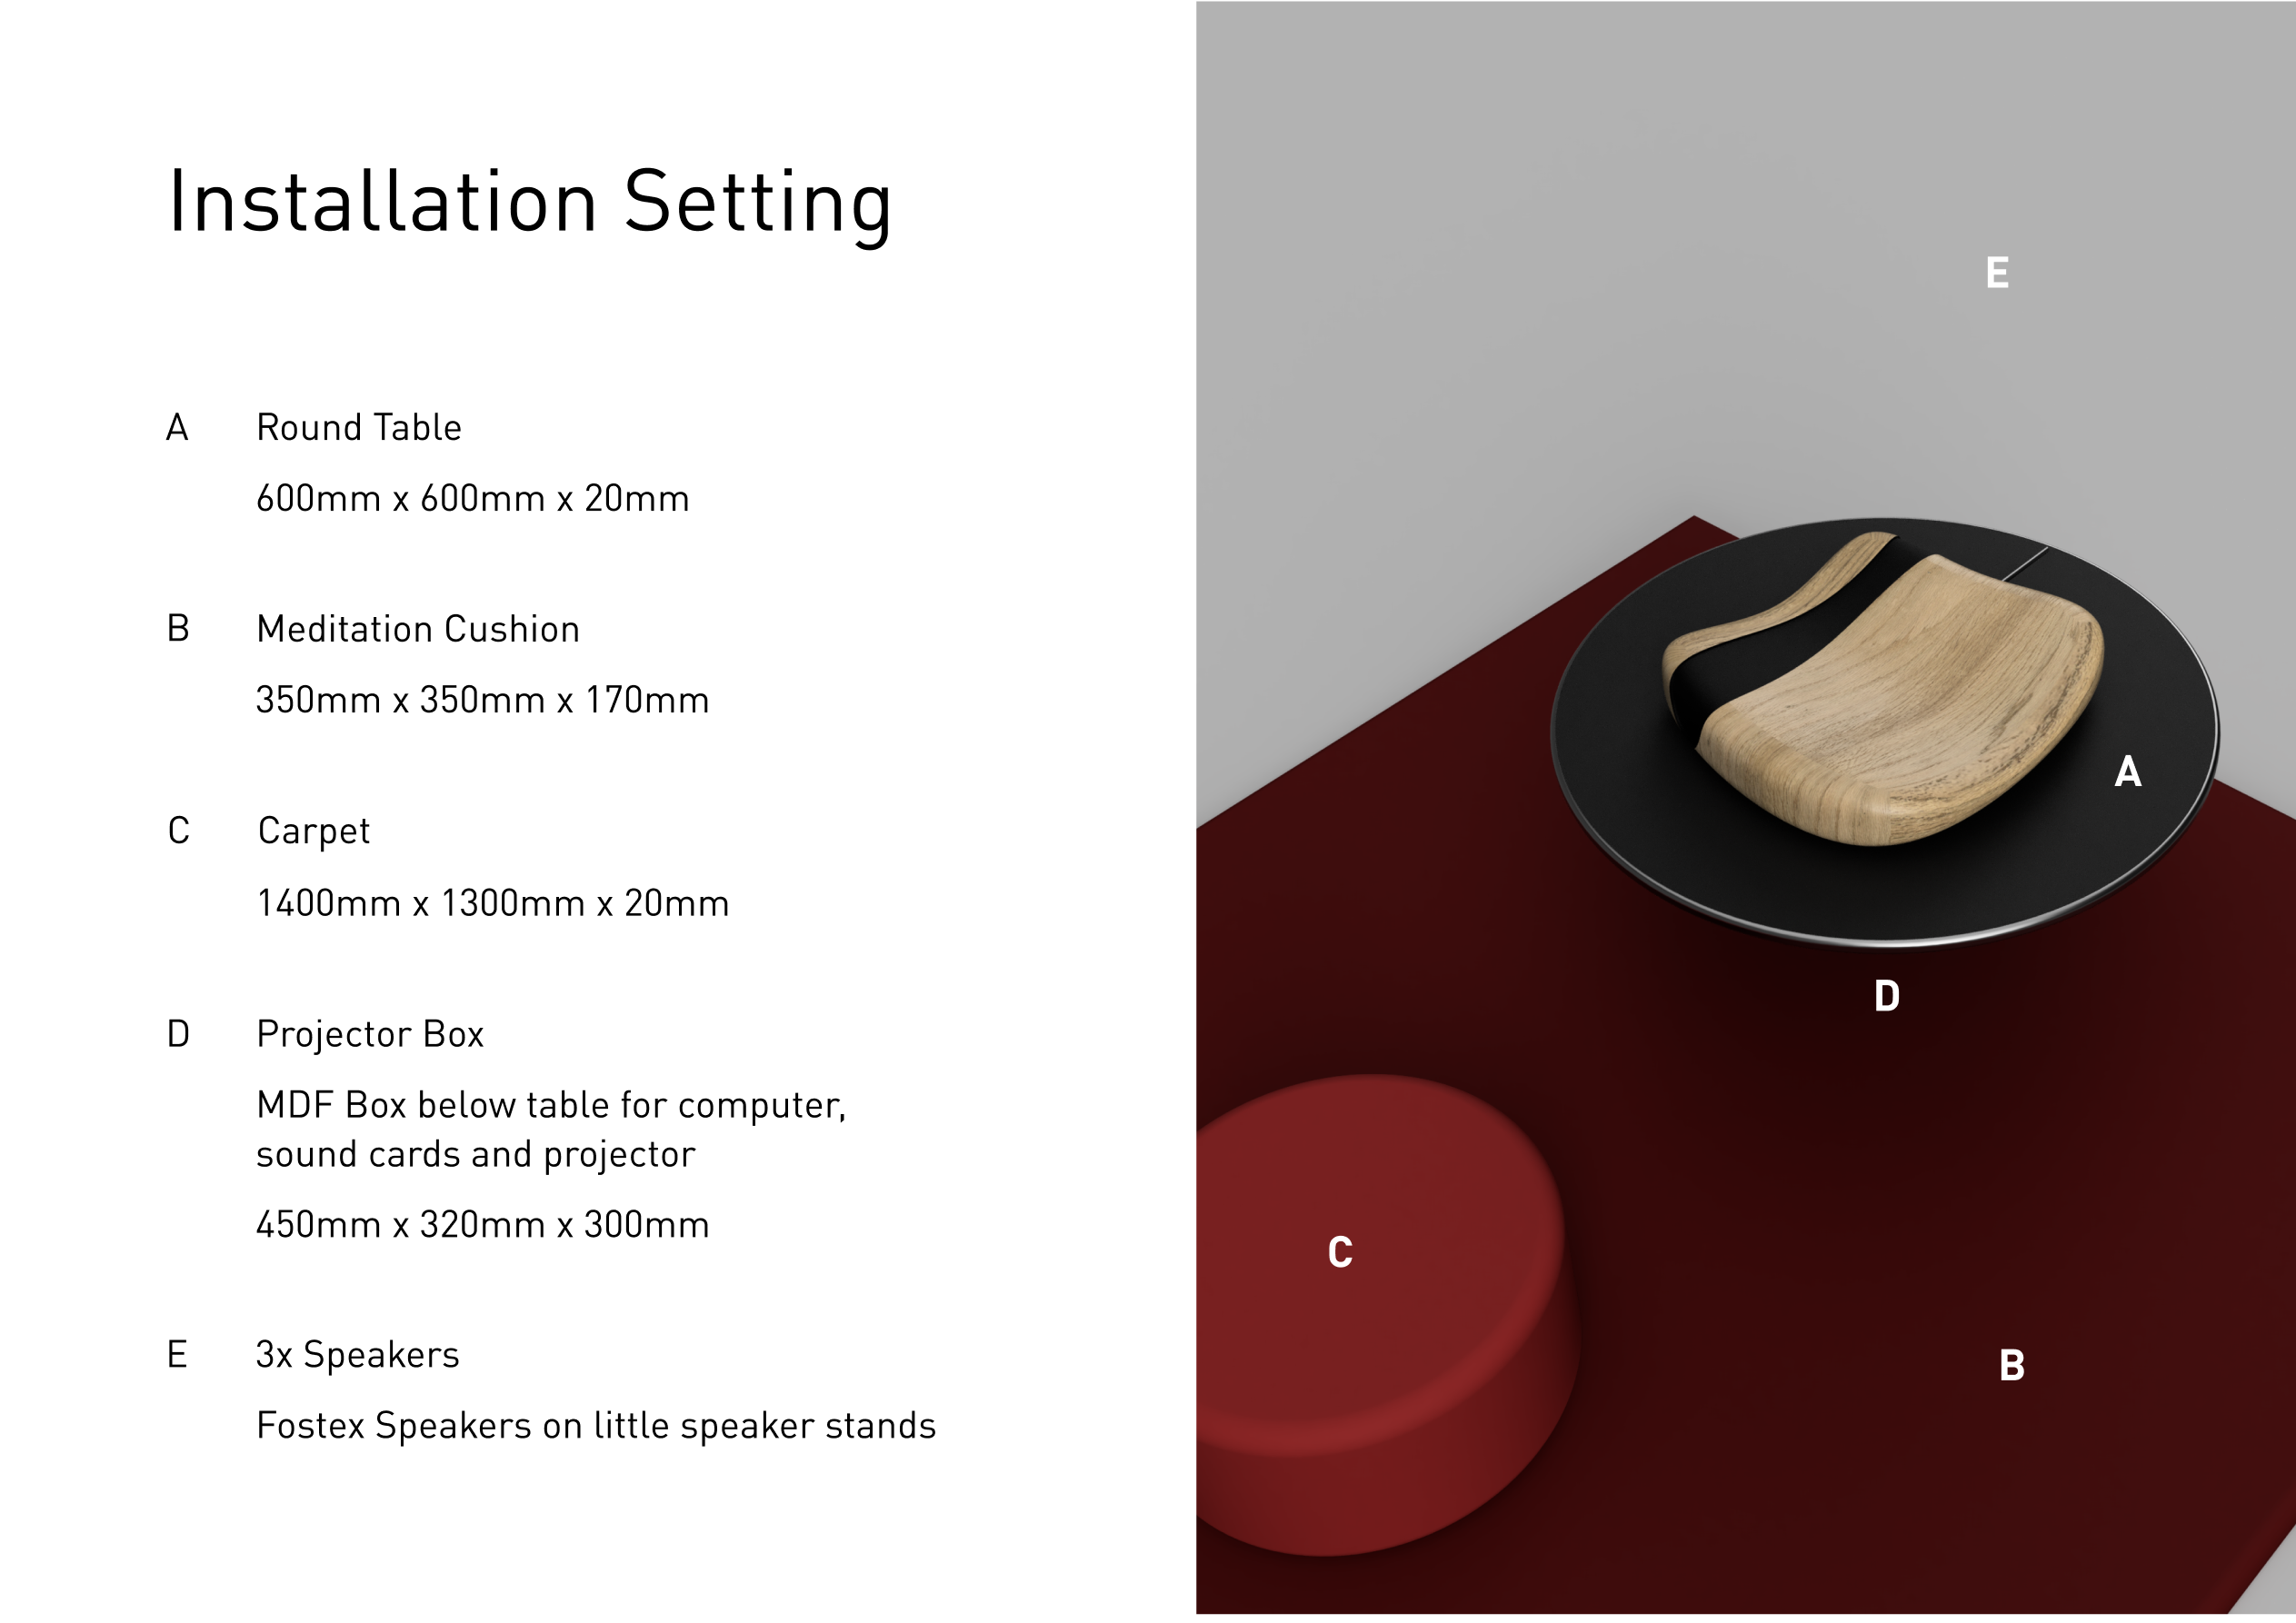 Installation Setting
A Round Table
600mm x 600mm x 20mm
B Meditation Cushion
350mm x 350mm x 170mm
C Carpet
1400mm x 1300mm x 20mm
D Projector Box
MDF Box below table for computer,
sound cards and projector
450mm x 320mm x 300mm
E 3x Speakers
Fostex Speakers on little speaker stands
E
A
D
C
B